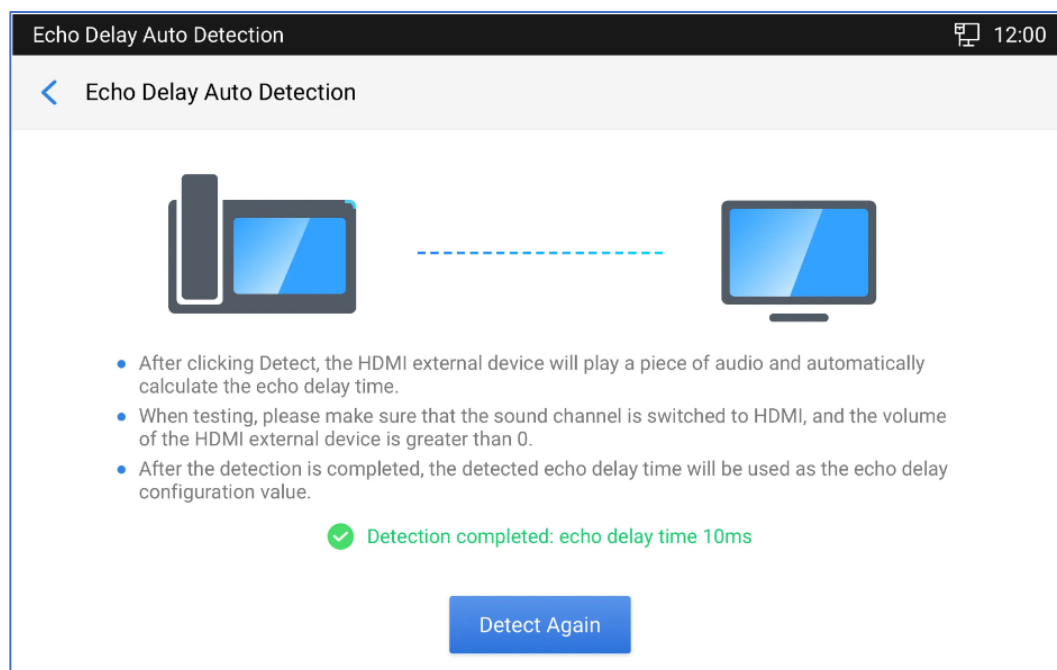 Echo Delay Auto Detection
12:00
Echo Delay Auto Detection
After clicking Detect, the HDMI external device will play a piece of audio and automatically
calculate the echo delay time.
When testing, please make sure that the sound channel is switched to HDMI, and the volume
of the HDMI external device is greater than 0.
After the detection is completed, the detected echo delay time will be used as the echo delay
configuration value.
Detection completed: echo delay time 10ms
Detect Again